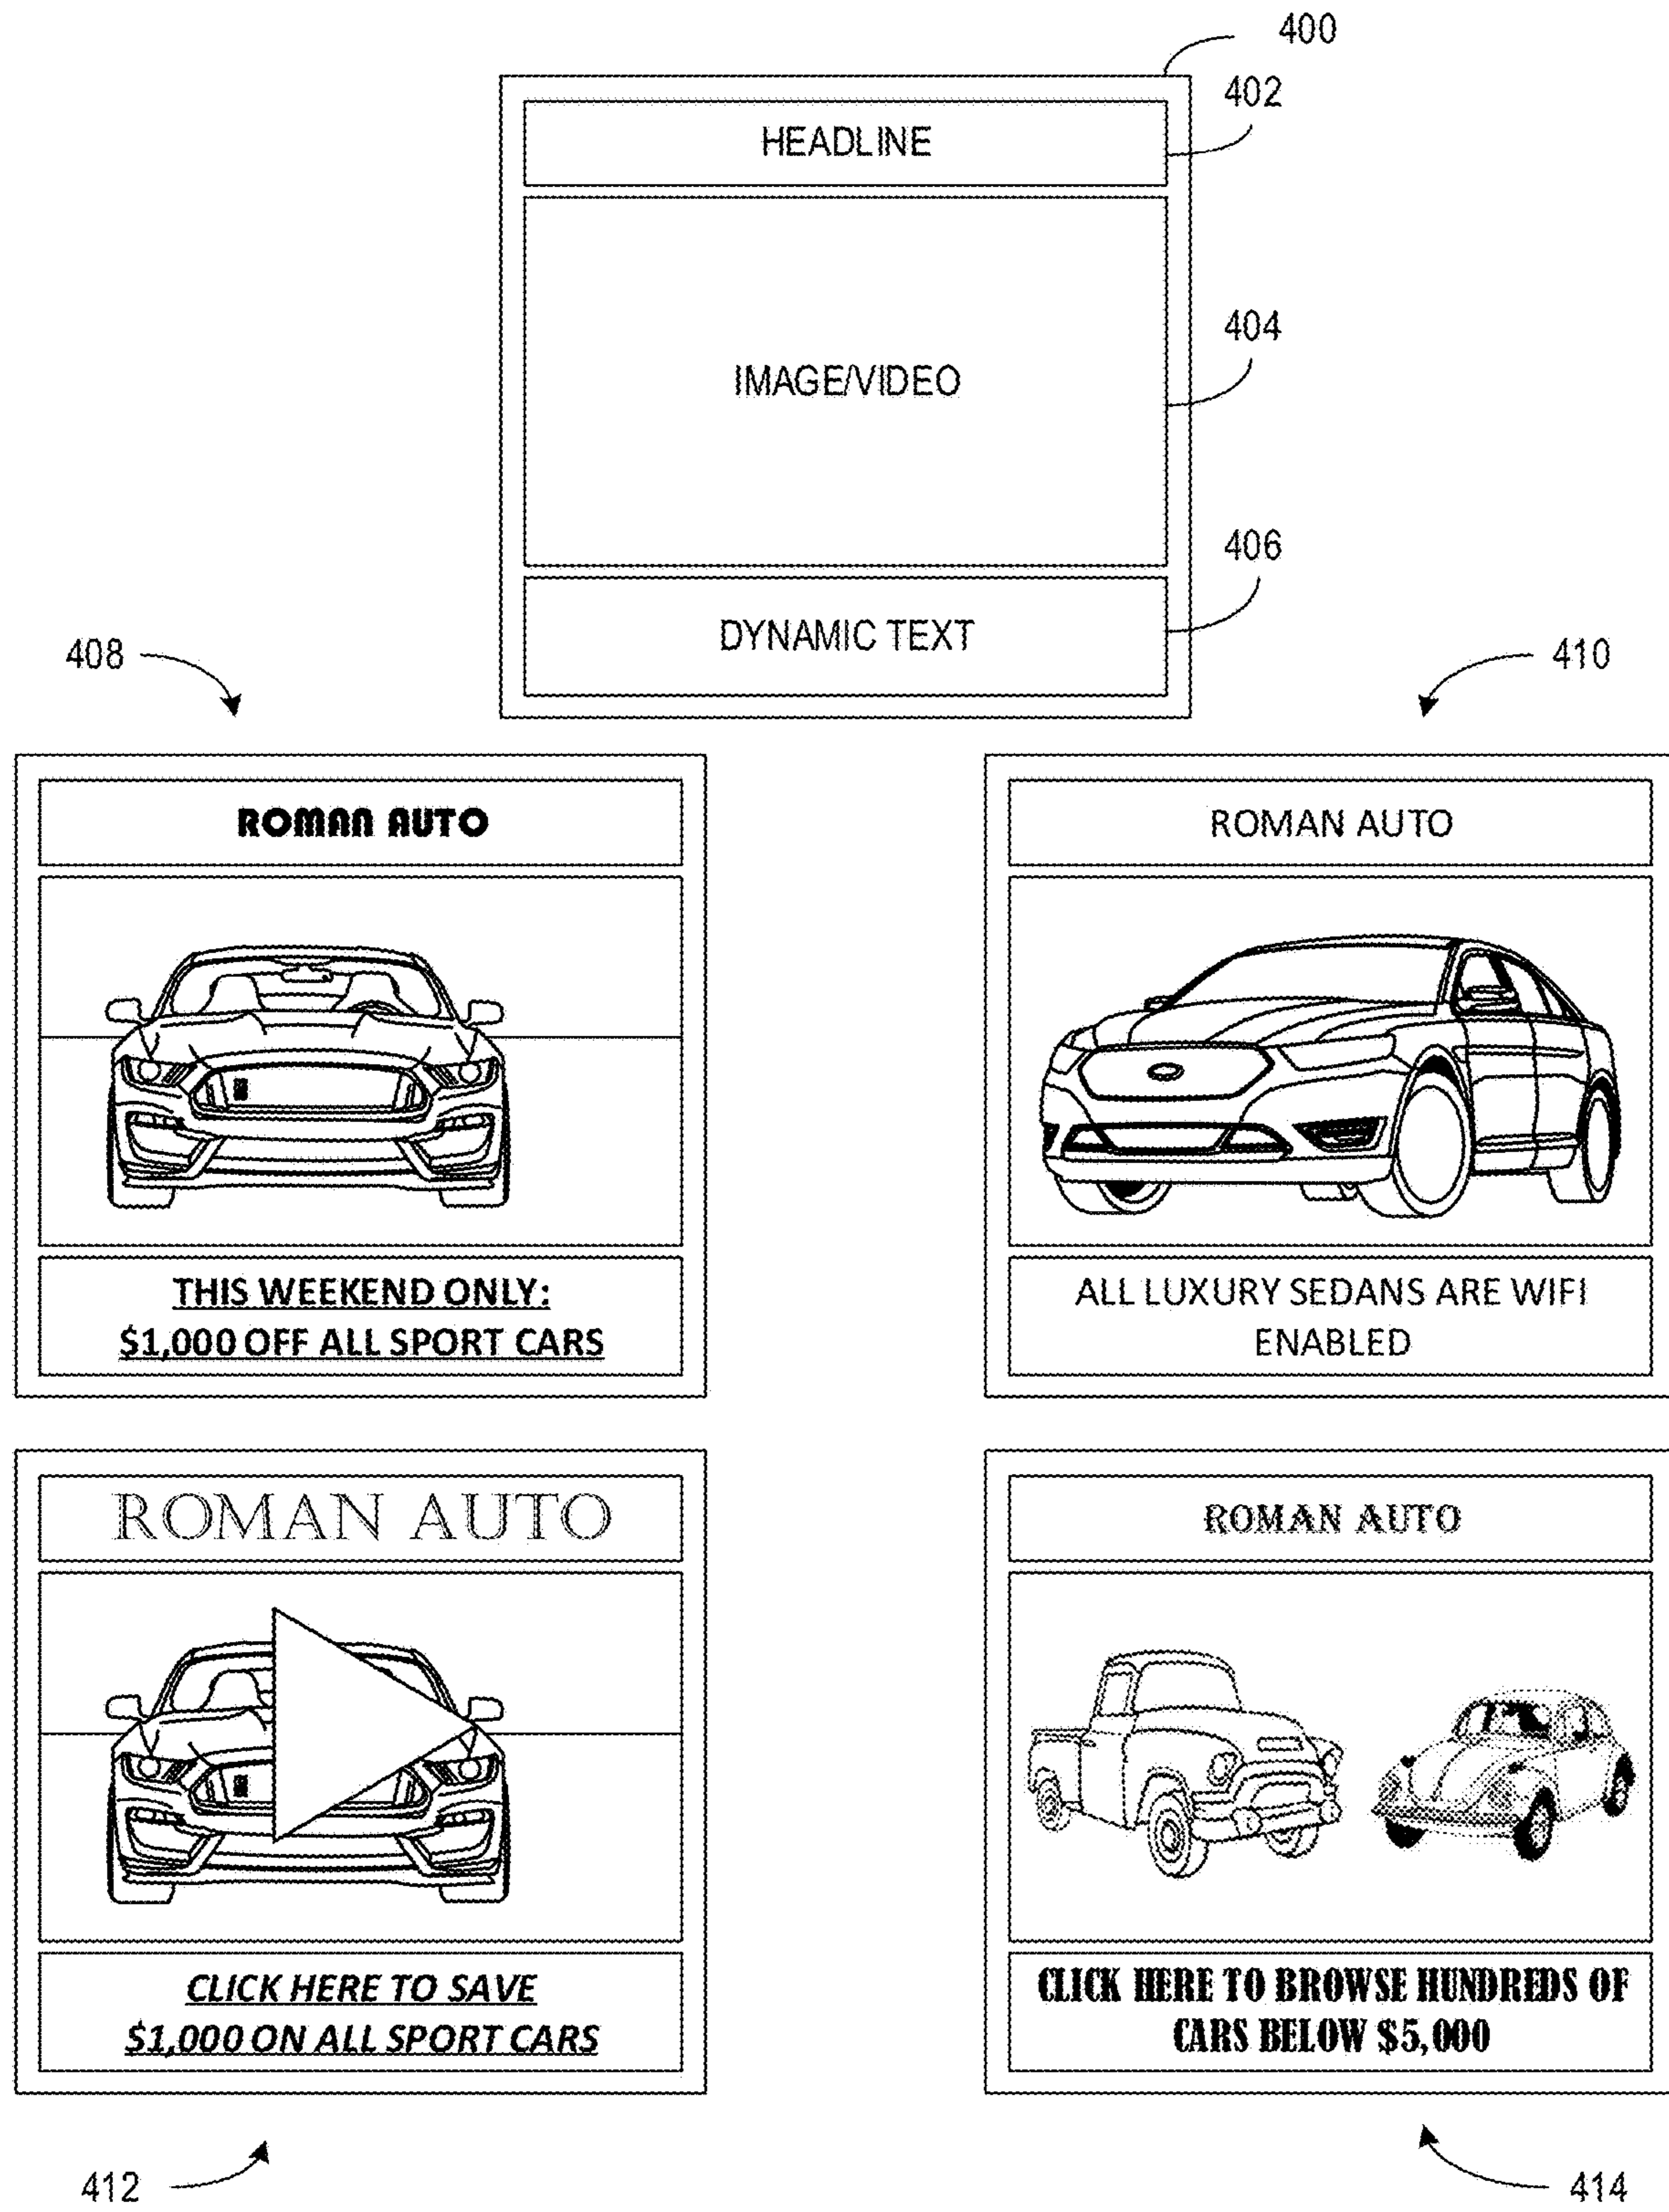 400
402
HEADLINE
404
IMAGE/VIDEO
406
DYNAMIC TEXT
408
410
ROMAN AUTO
THIS WEEKEND ONLY:
$1,000 OFF ALL SPORT CARS
ROMAN AUTO
ALL LUXURY SEDANS ARE WIFI
ENABLED
ROMAN AUTO
CLICK HERE TO SAVE
$1,000 ON ALL SPORT CARS
ROMAN AUTO
CLICK HERE TO BROWSE HUNDREDS OF
CARS BELOW $5,000
412
414